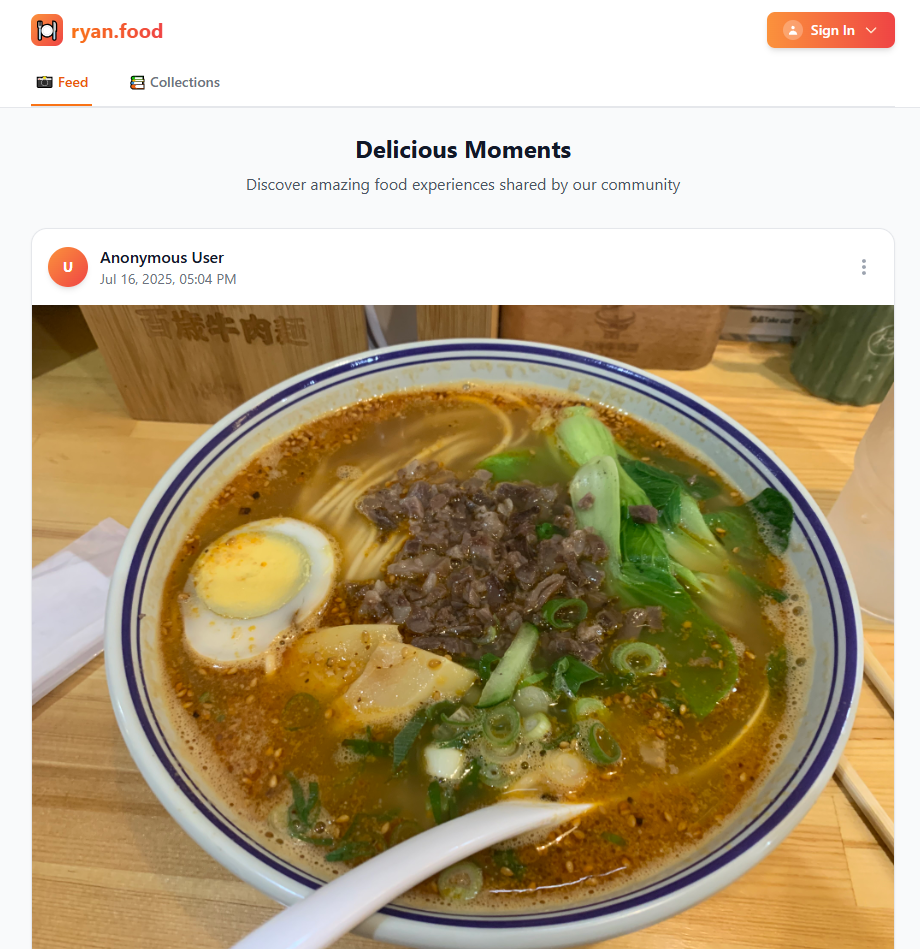 ryan.food
Sign In
Feed
Collections
Delicious Moments
Discover amazing food experiences shared by our community
U
Anonymous User
Jul 16, 2025, 05:04 PM
百歲牛肉麵